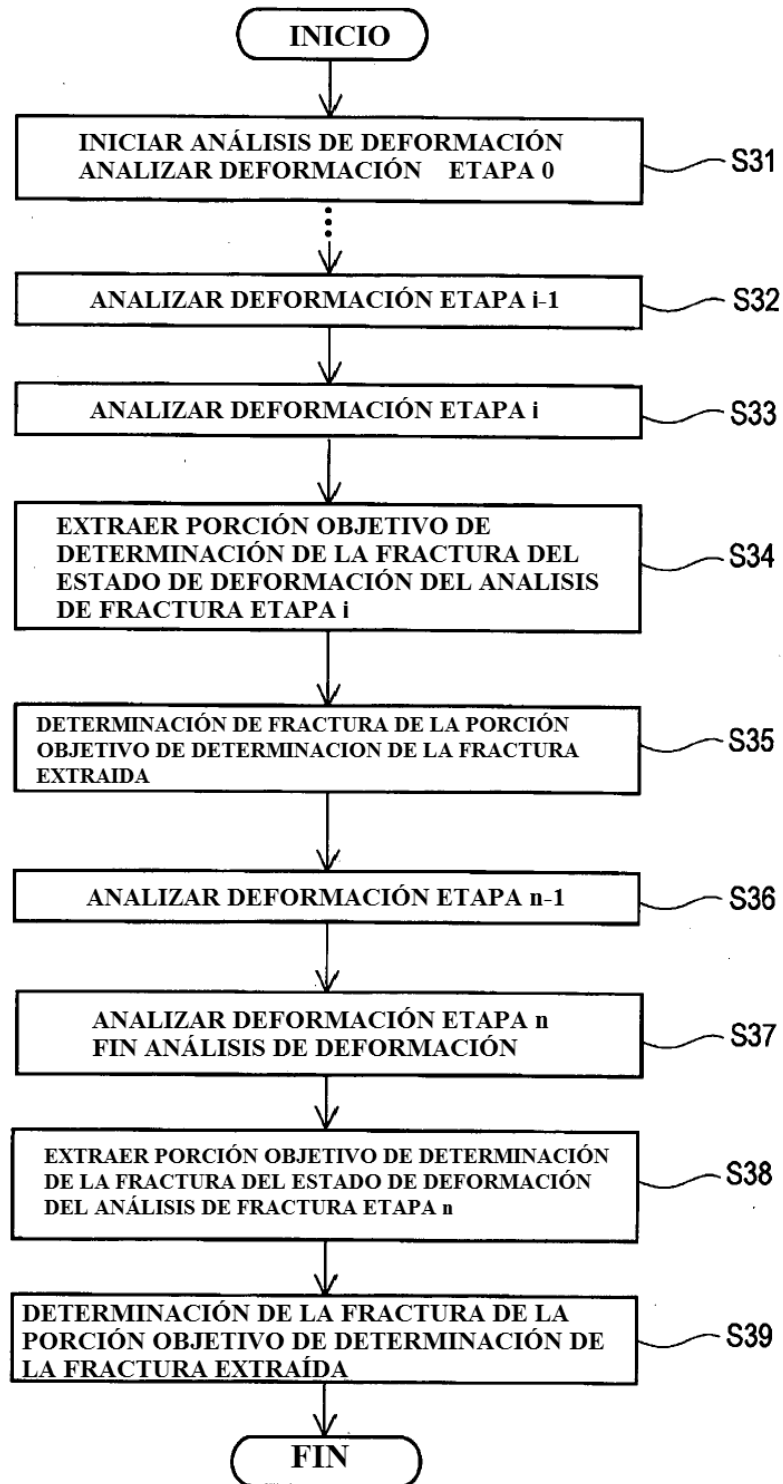 INICIO
INICIAR ANÁLISIS DE DEFORMACIÓN
ANALIZAR DEFORMACIÓN ETAPA 0
S31
ANALIZAR DEFORMACIÓN ETAPA i-1
S32
ANALIZAR DEFORMACIÓN ETAPA i
S33
EXTRAER PORCIÓN OBJETIVO DE
DETERMINACIÓN DE LA FRACTURA DEL
ESTADO DE DEFORMACIÓN DEL ANALISIS
DE FRACTURA ETAPA i
S34
DETERMINACIÓN DE FRACTURA DE LA PORCIÓN
OBJETIVO DE DETERMINACION DE LA FRACTURA
EXTRAIDA
S35
ANALIZAR DEFORMACIÓN ETAPA n-1
S36
ANALIZAR DEFORMACIÓN ETAPA n
FIN ANÁLISIS DE DEFORMACIÓN
S37
EXTRAER PORCIÓN OBJETIVO DE DETERMINACIÓN
DE LA FRACTURA DEL ESTADO DE DEFORMACIÓN
DEL ANÁLISIS DE FRACTURA ETAPA n
S38
DETERMINACIÓN DE LA FRACTURA DE LA
PORCIÓN OBJETIVO DE DETERMINACIÓN DE
LA FRACTURA EXTRAÍDA
S39
FIN